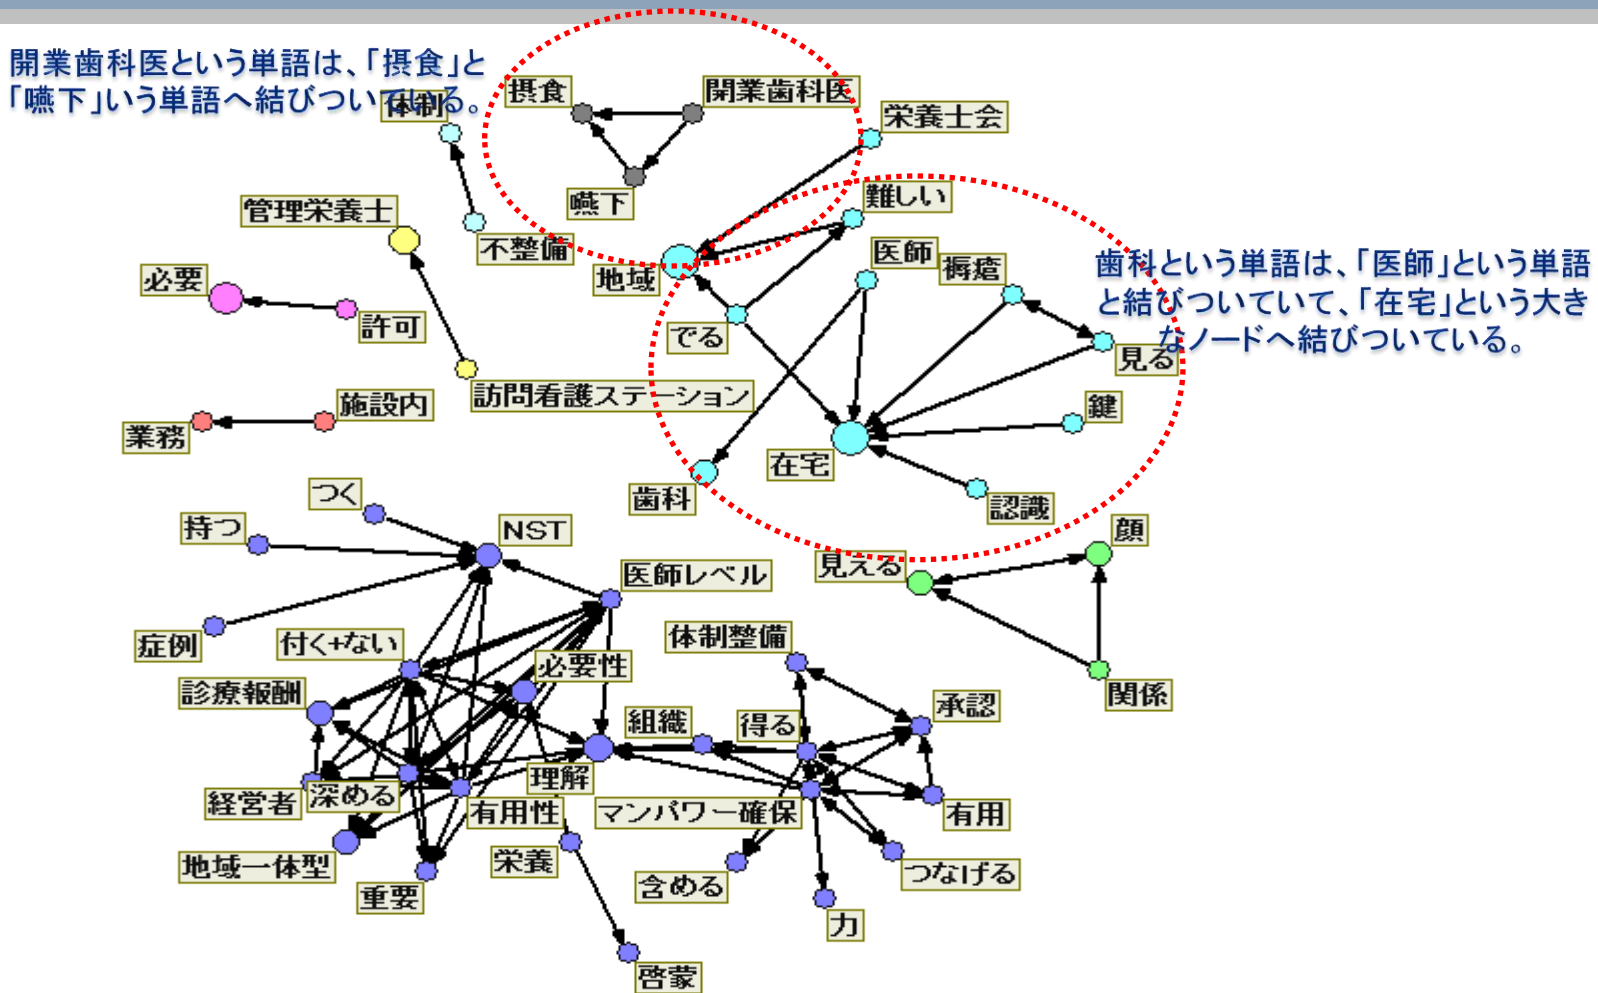 開業歯科医という単語は、「摂食」と
「嚥下」いう単語へ結びついている。
体制
摂食
開業歯科医
栄養士会
嚥下
難しい
管理栄養士
不整備
地域
医師
褥瘡
歯科という単語は、「医師」という単語
と結びついていて、「在宅」という大き
なノードへ結びついている。
必要
許可
でる
見る
訪問看護ステーション
施設内
業務
鍵
在宅
歯科
認識
つく
持つ
NST
顔
見える
医師レベル
症例
付く+ない
体制整備
必要性
診療報酬
関係
組織
得る
承認
理解
経営者
深める
有用性
マンパワー確保
有用
地域一体型
重要
栄養
含める
つなげる
力
啓蒙